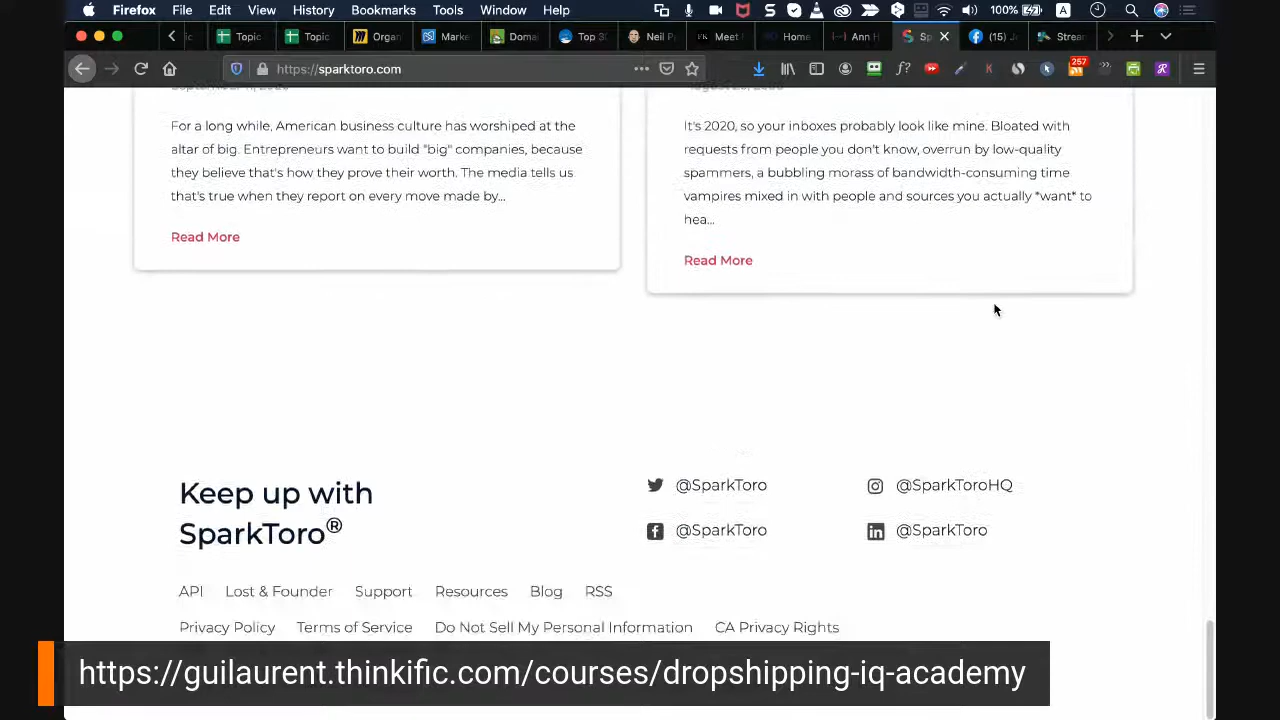 Firefox File Edit View History Bookmarks Tools Window Help 100%
Topic Topic Orga Marke Doma Top 3 Neil P Meet Home Ann H Sp (15) J Strean
https://sparktoro.com
257
For a long while, American business culture has worshiped at the
altar of big. Entrepreneurs want to build "big" companies, because
they believe that's how they prove their worth. The media tells us
that's true when they report on every move made by...
Read More
It's 2020, so your inboxes probably look like mine. Bloated with
requests from people you don't know, overrun by low-quality
spammers, a bubbling morass of bandwidth-consuming time
vampires mixed in with people and sources you actually *want* to
hea...
Read More
Keep up with
SparkToro®
@SparkToro @SparkToroHQ
@SparkToro @SparkToro
API Lost & Founder Support Resources Blog RSS
Privacy Policy Terms of Service Do Not Sell My Personal Information CA Privacy Rights
https://guilaurent.thinkific.com/courses/dropshipping-iq-academy